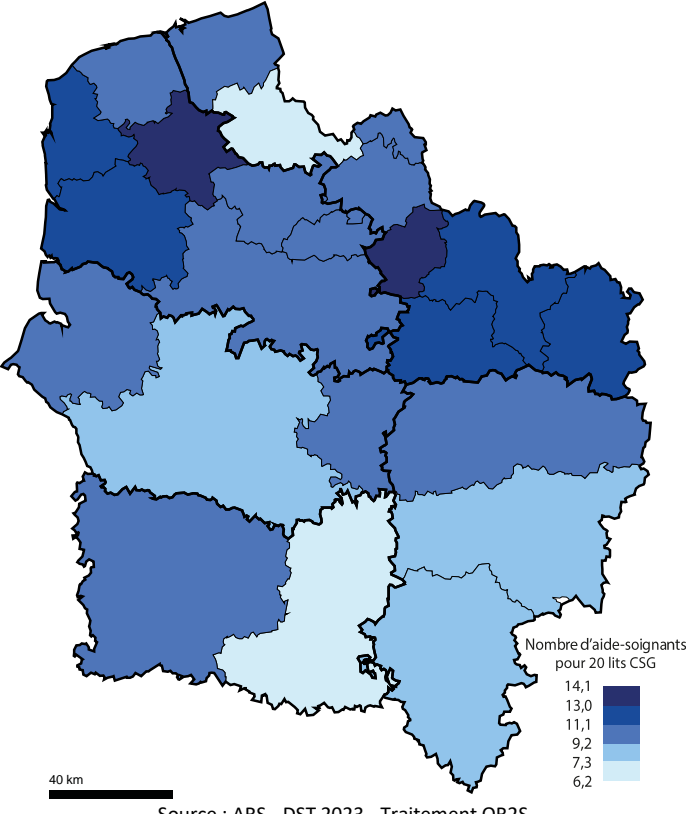 Nombre d'aide-soignants
pour 20 lits CSG
14,1
13,0
11,1
9,2
7,3
6,2
40 km
Source : ARS - DST 2023 - Traitement OR2S